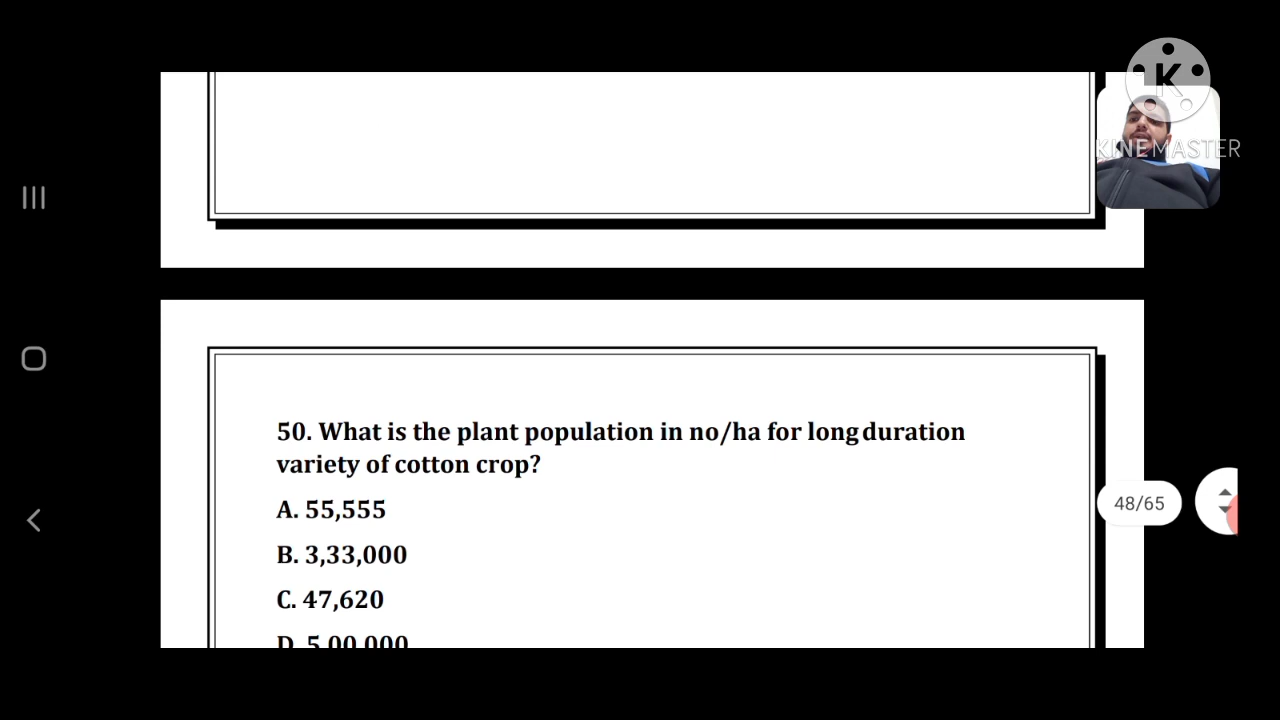 K
KINEMASTER
50. What is the plant population in no/ha for long duration
variety of cotton crop?
A. 55,555
48/65
B. 3,33,000
C. 47,620
D. 5,00,000